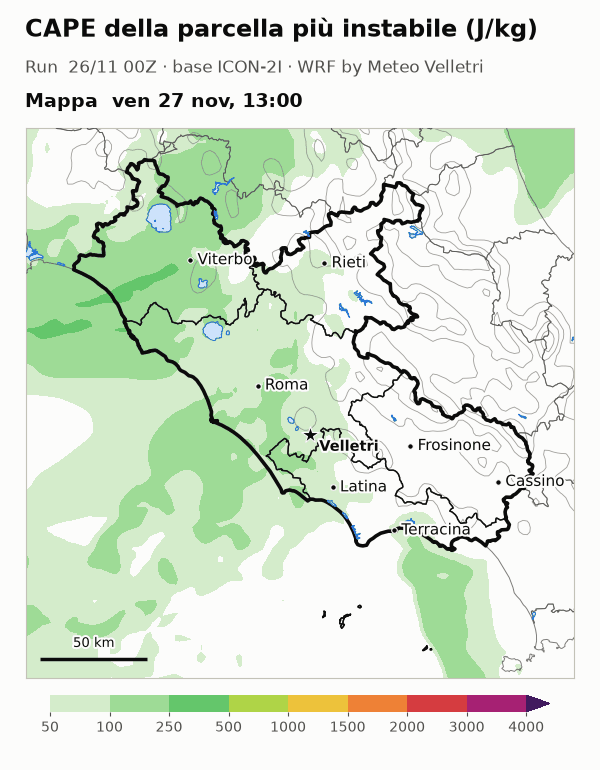 CAPE della parcella più instabile (J/kg)
Run 26/11 00Z · base ICON-2I · WRF by Meteo Velletri
Mappa ven 27 nov, 13:00
Viterbo
Rieti
Roma
Velletri
Frosinone
Latina
Cassino
Terracina
50 km
50 100 250 500 1000 1500 2000 3000 4000